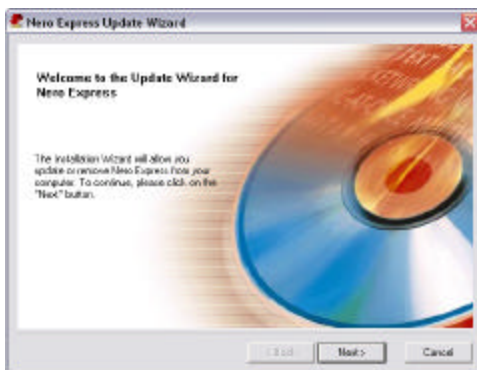 Nero Express Update Wizard
Welcome to the Update Wizard for
Nero Express
The Installation Wizard will allow you
update or remove Nero Express from your
computer. To continue, please click on the
"Next" button.
Next > Cancel